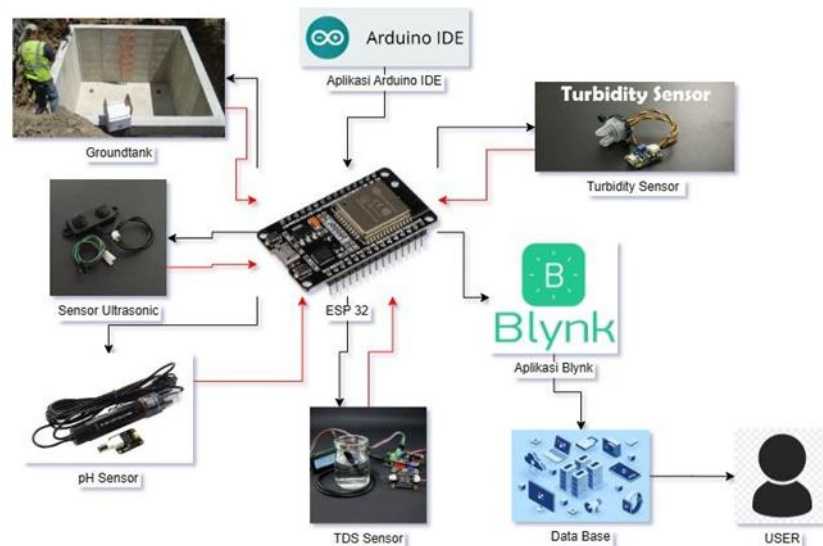 Arduino IDE
Aplikasi Arduino IDE
Groundtank
Turbidity Sensor
Turbidity Sensor
Sensor Ultrasonic
ESP 32
B
Blynk
Aplikasi Blynk
pH Sensor
TDS Sensor
Data Base
USER